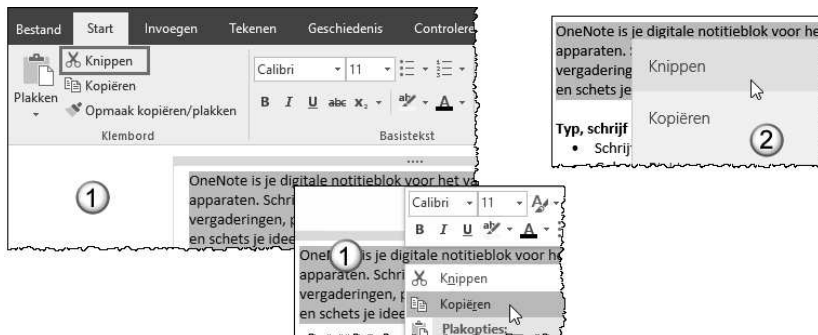 Bestand Start Invoegen Tekenen Geschiedenis Controlere
Knippen
Kopiëren
Plakken
Opmaak kopiëren/plakken
Klembord
Calibri 11
B I U abc X₂ A
Basistekst
1
OneNote is je digitale notitieblok voor het va
apparaten. Schri
vergaderingen, p
en schets je idee
Calibri 11 A
B I U A
1
OneN is je digitale notitieblok voor he
apparaten. Schri
vergaderingen, p
en schets je idee
Knippen
Kopiëren
Plakopties:
OneNote is je digitale notitieblok voor he
apparaten.
vergadering
en schets je
Knippen
Kopiëren
2
Typ, schrijf
• Schrij